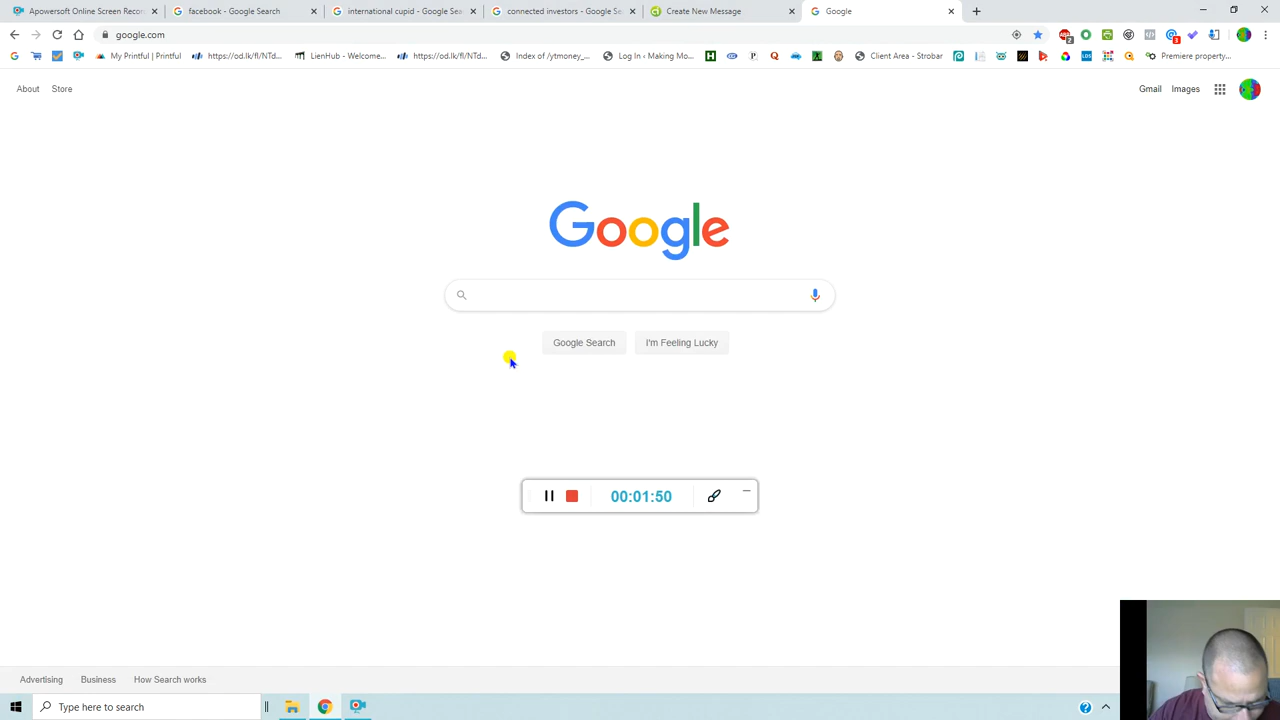 Apowersoft Online Screen Recor
facebook - Google Search
international cupid - Google Sea
connected investors - Google Se
Create New Message
Google
google.com
My Printful | Printful
https://od.lk/fl/NTd...
LienHub - Welcome...
https://od.lk/fl/NTd...
Index of /ytmoney_...
Log In ‹ Making Mo...
Client Area - Strobar
Premiere property...
About
Store
Gmail
Images
Google
Google Search
I'm Feeling Lucky
00:01:50
Advertising
Business
How Search works
Type here to search